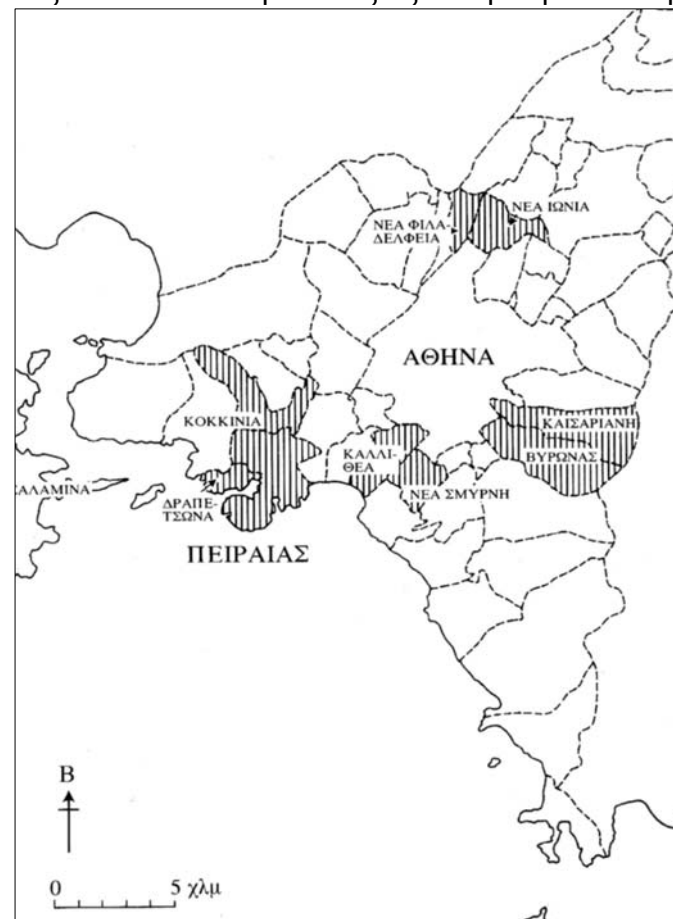 ΝΕΑ ΙΩΝΙΑ
ΝΕΑ ΦΙΛΑ-
ΔΕΛΦΕΙΑ
ΑΘΗΝΑ
ΚΑΙΣΑΡΙΑΝΗ
ΒΥΡΩΝΑΣ
ΚΟΚΚΙΝΙΑ
ΚΑΛΛΙ-
ΘΕΑ
ΝΕΑ ΣΜΥΡΝΗ
ΑΛΑΜΙΝΑ
ΔΡΑΠΕ-
ΤΣΩΝΑ
ΠΕΙΡΑΙΑΣ
Β
0 5 χλμ